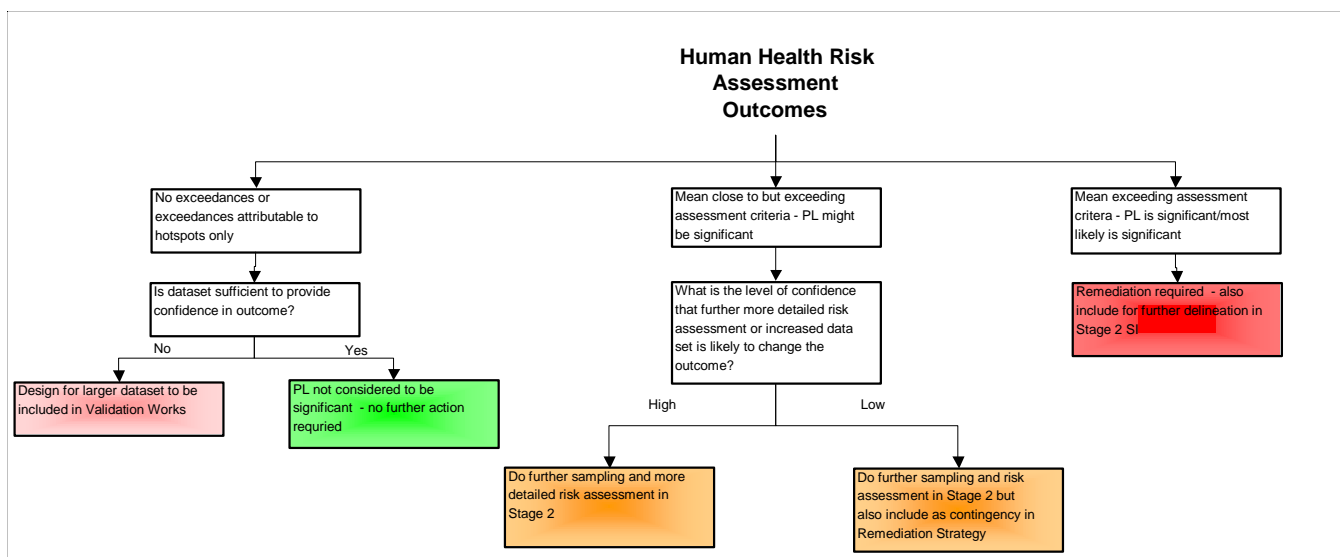 Human Health Risk
Assessment
Outcomes
No exceedances or
exceedances attributable to
hotspots only
Mean close to but exceeding
assessment criteria - PL might
be significant
Mean exceeding assessment
critera - PL is significant/most
likely is significant
Is dataset sufficient to provide
confidence in outcome?
What is the level of confidence
that further more detailed risk
assessment or increased data
set is likely to change the
outcome?
Remediation required - also
include for further delineation in
Stage 2 SI
No
Yes
Design for larger dataset to be
included in Validation Works
PL not considered to be
significant - no further action
requried
High
Low
Do further sampling and more
detailed risk assessment in
Stage 2
Do further sampling and risk
assessment in Stage 2 but
also include as contingency in
Remediation Strategy